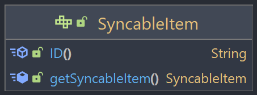 SyncableItem
ID() String
getSyncableItem() SyncableItem